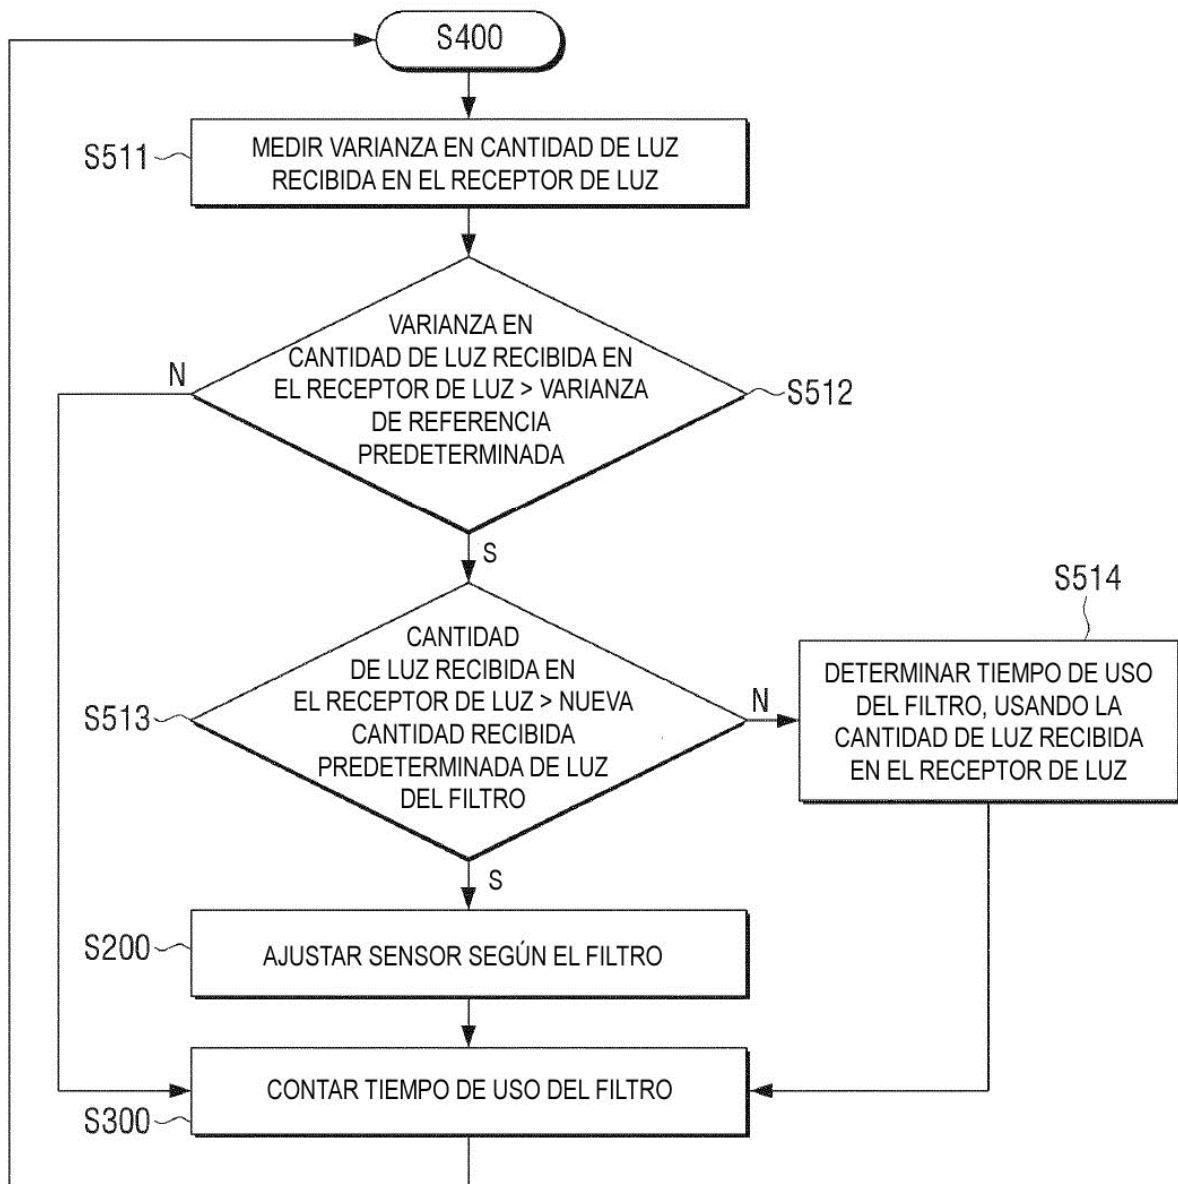 S400
S511
MEDIR VARIANZA EN CANTIDAD DE LUZ
RECIBIDA EN EL RECEPTOR DE LUZ
VARIANZA EN
CANTIDAD DE LUZ RECIBIDA EN
EL RECEPTOR DE LUZ > VARIANZA
DE REFERENCIA
PREDETERMINADA
N
S512
S
CANTIDAD
DE LUZ RECIBIDA EN
EL RECEPTOR DE LUZ > NUEVA
CANTIDAD RECIBIDA
PREDETERMINADA DE LUZ
DEL FILTRO
S513
N
S514
DETERMINAR TIEMPO DE USO
DEL FILTRO, USANDO LA
CANTIDAD DE LUZ RECIBIDA
EN EL RECEPTOR DE LUZ
S
S200
AJUSTAR SENSOR SEGÚN EL FILTRO
CONTAR TIEMPO DE USO DEL FILTRO
S300